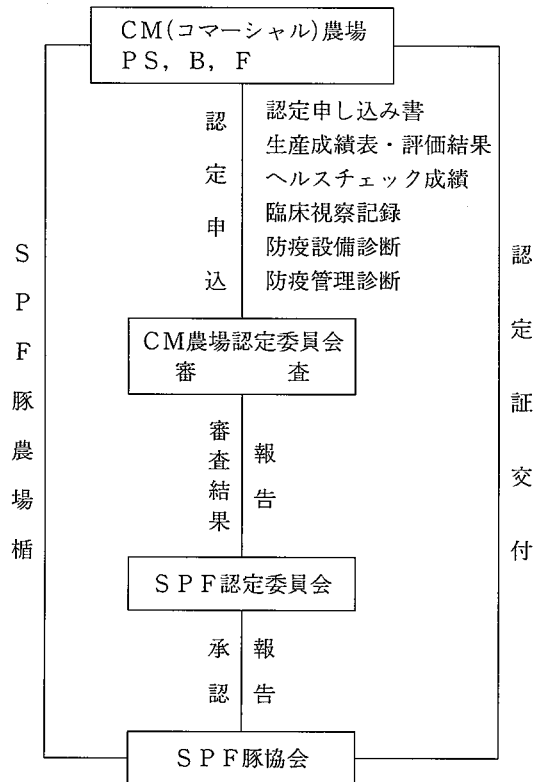 CM(コマーシャル)農場
PS, B, F
認定申込
認定申し込み書
生産成績表・評価結果
ヘルスチェック成績
臨床視察記録
防疫設備診断
防疫管理診断
SPF豚農場楯
認定証交付
CM農場認定委員会
審 査
審査結果
報告
SPF認定委員会
承認
報告
SPF豚協会